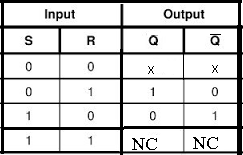 Input Output
S R Q Q̅
0 0 x x
0 1 1 0
1 0 0 1
1 1 NC NC